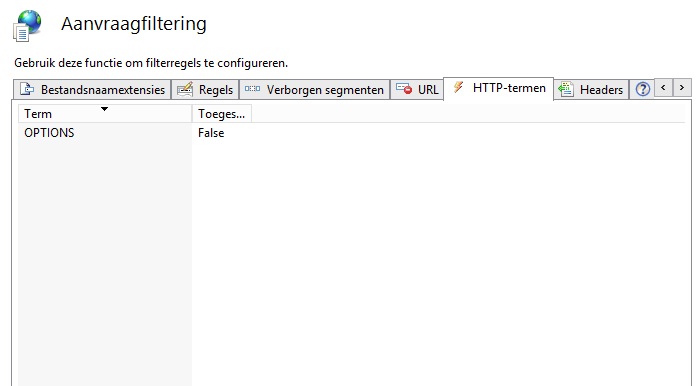 Aanvraagfiltering
Gebruik deze functie om filterregels te configureren.
Bestandsnaamextensies Regels Verborgen segmenten URL HTTP-termen Headers
Term Toeges...
OPTIONS False